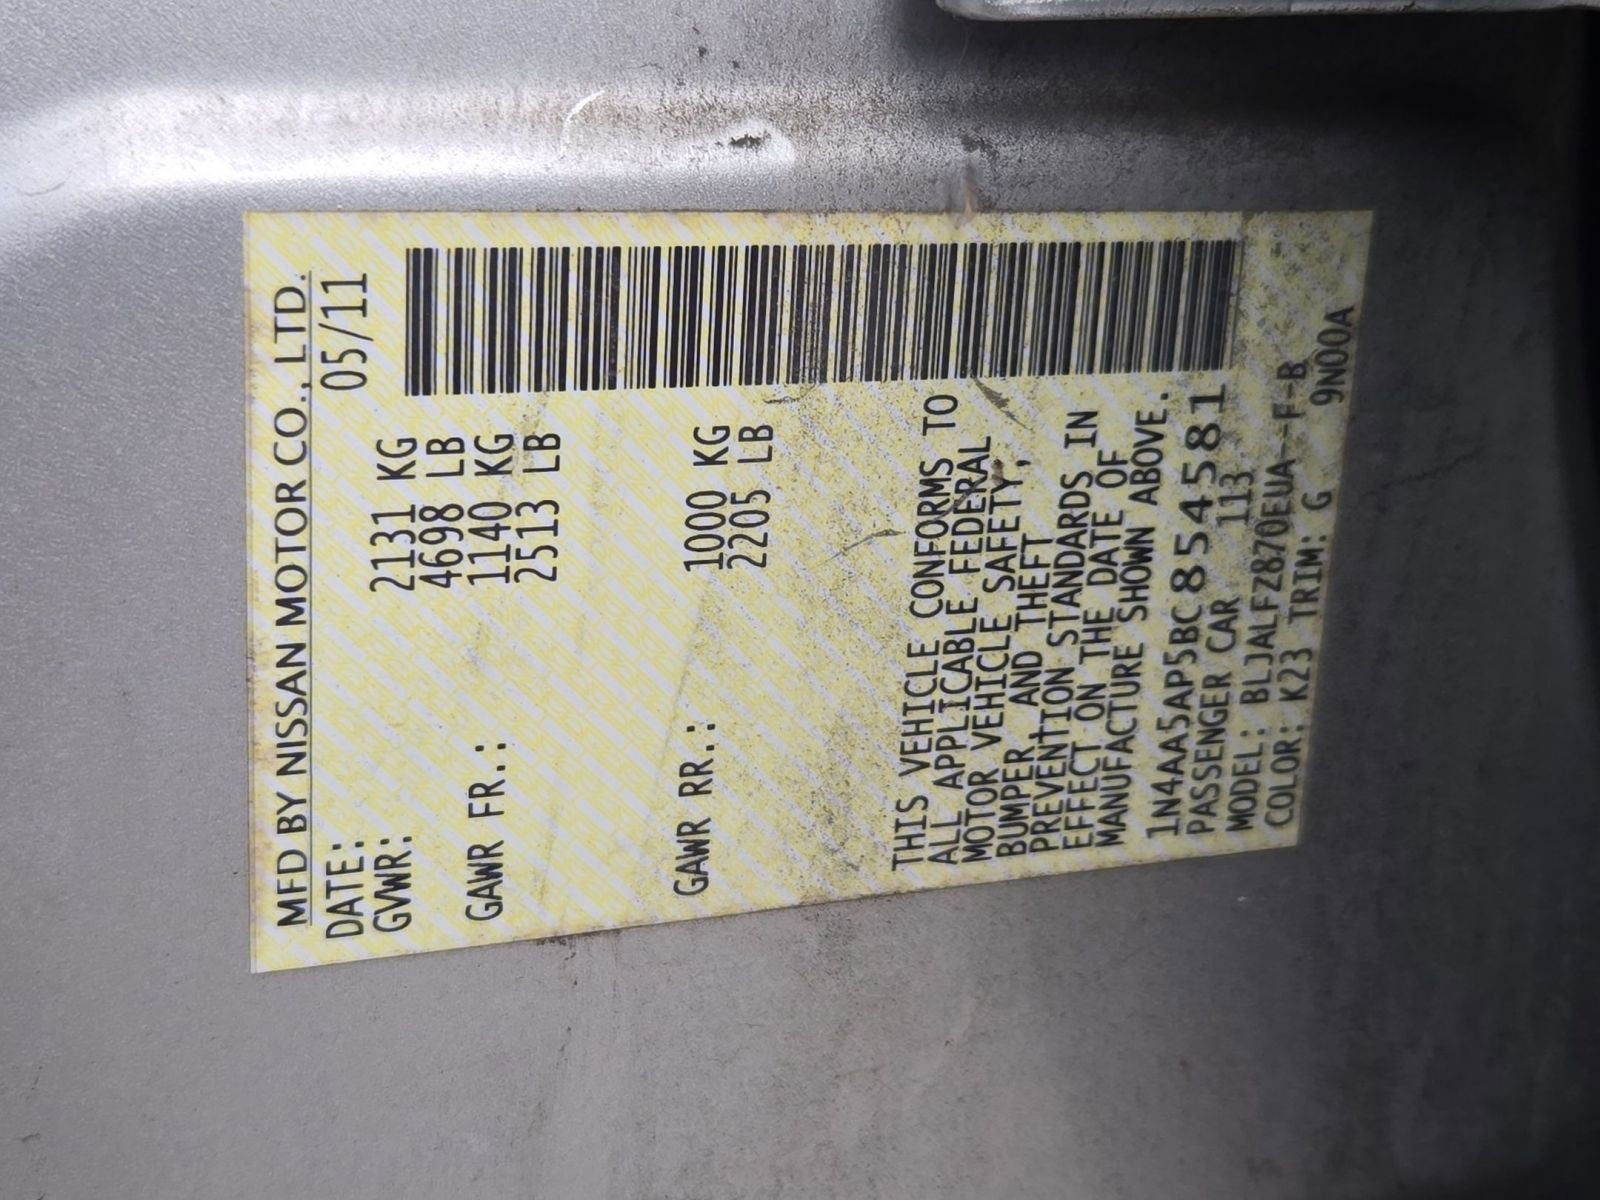 MFD BY NISSAN MOTOR CO., LTD.
DATE: 05/11
GVWR: 2131 KG
4698 LB
GAWR FR.: 1140 KG
2513 LB
GAWR RR.: 1000 KG
2205 LB
THIS VEHICLE CONFORMS TO
ALL APPLICABLE FEDERAL
MOTOR VEHICLE SAFETY,
BUMPER AND THEFT
PREVENTION STANDARDS IN
EFFECT ON THE DATE OF
MANUFACTURE SHOWN ABOVE.
1N4AA5AP5BC854581
PASSENGER CAR 113
MODEL: BLJALFZ870EUA--F-B
COLOR: K23 TRIM: G 9N00A